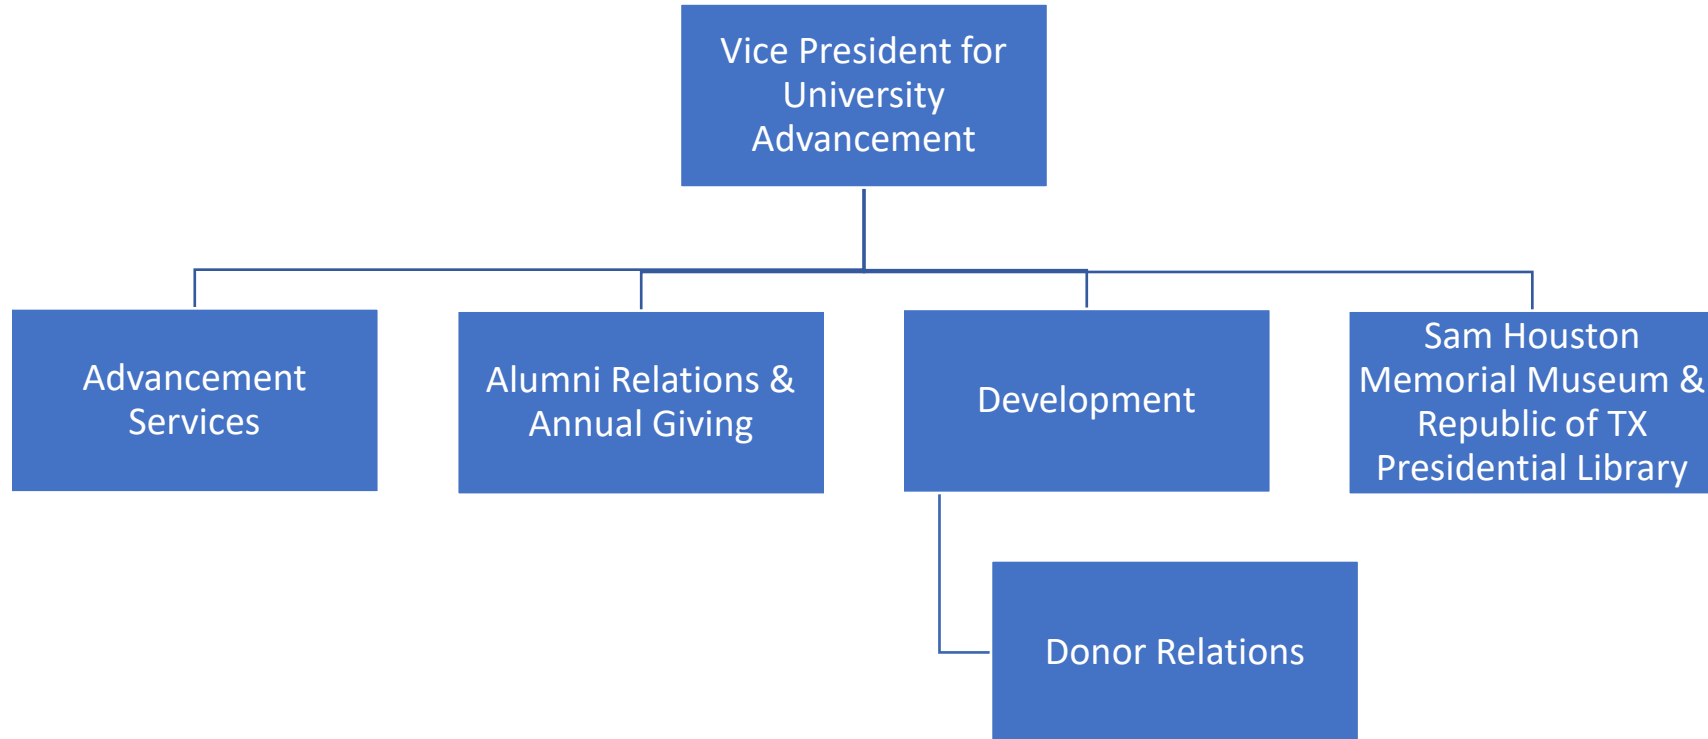 Vice President for
University
Advancement
Advancement
Services
Alumni Relations &
Annual Giving
Development
Sam Houston
Memorial Museum &
Republic of TX
Presidential Library
Donor Relations